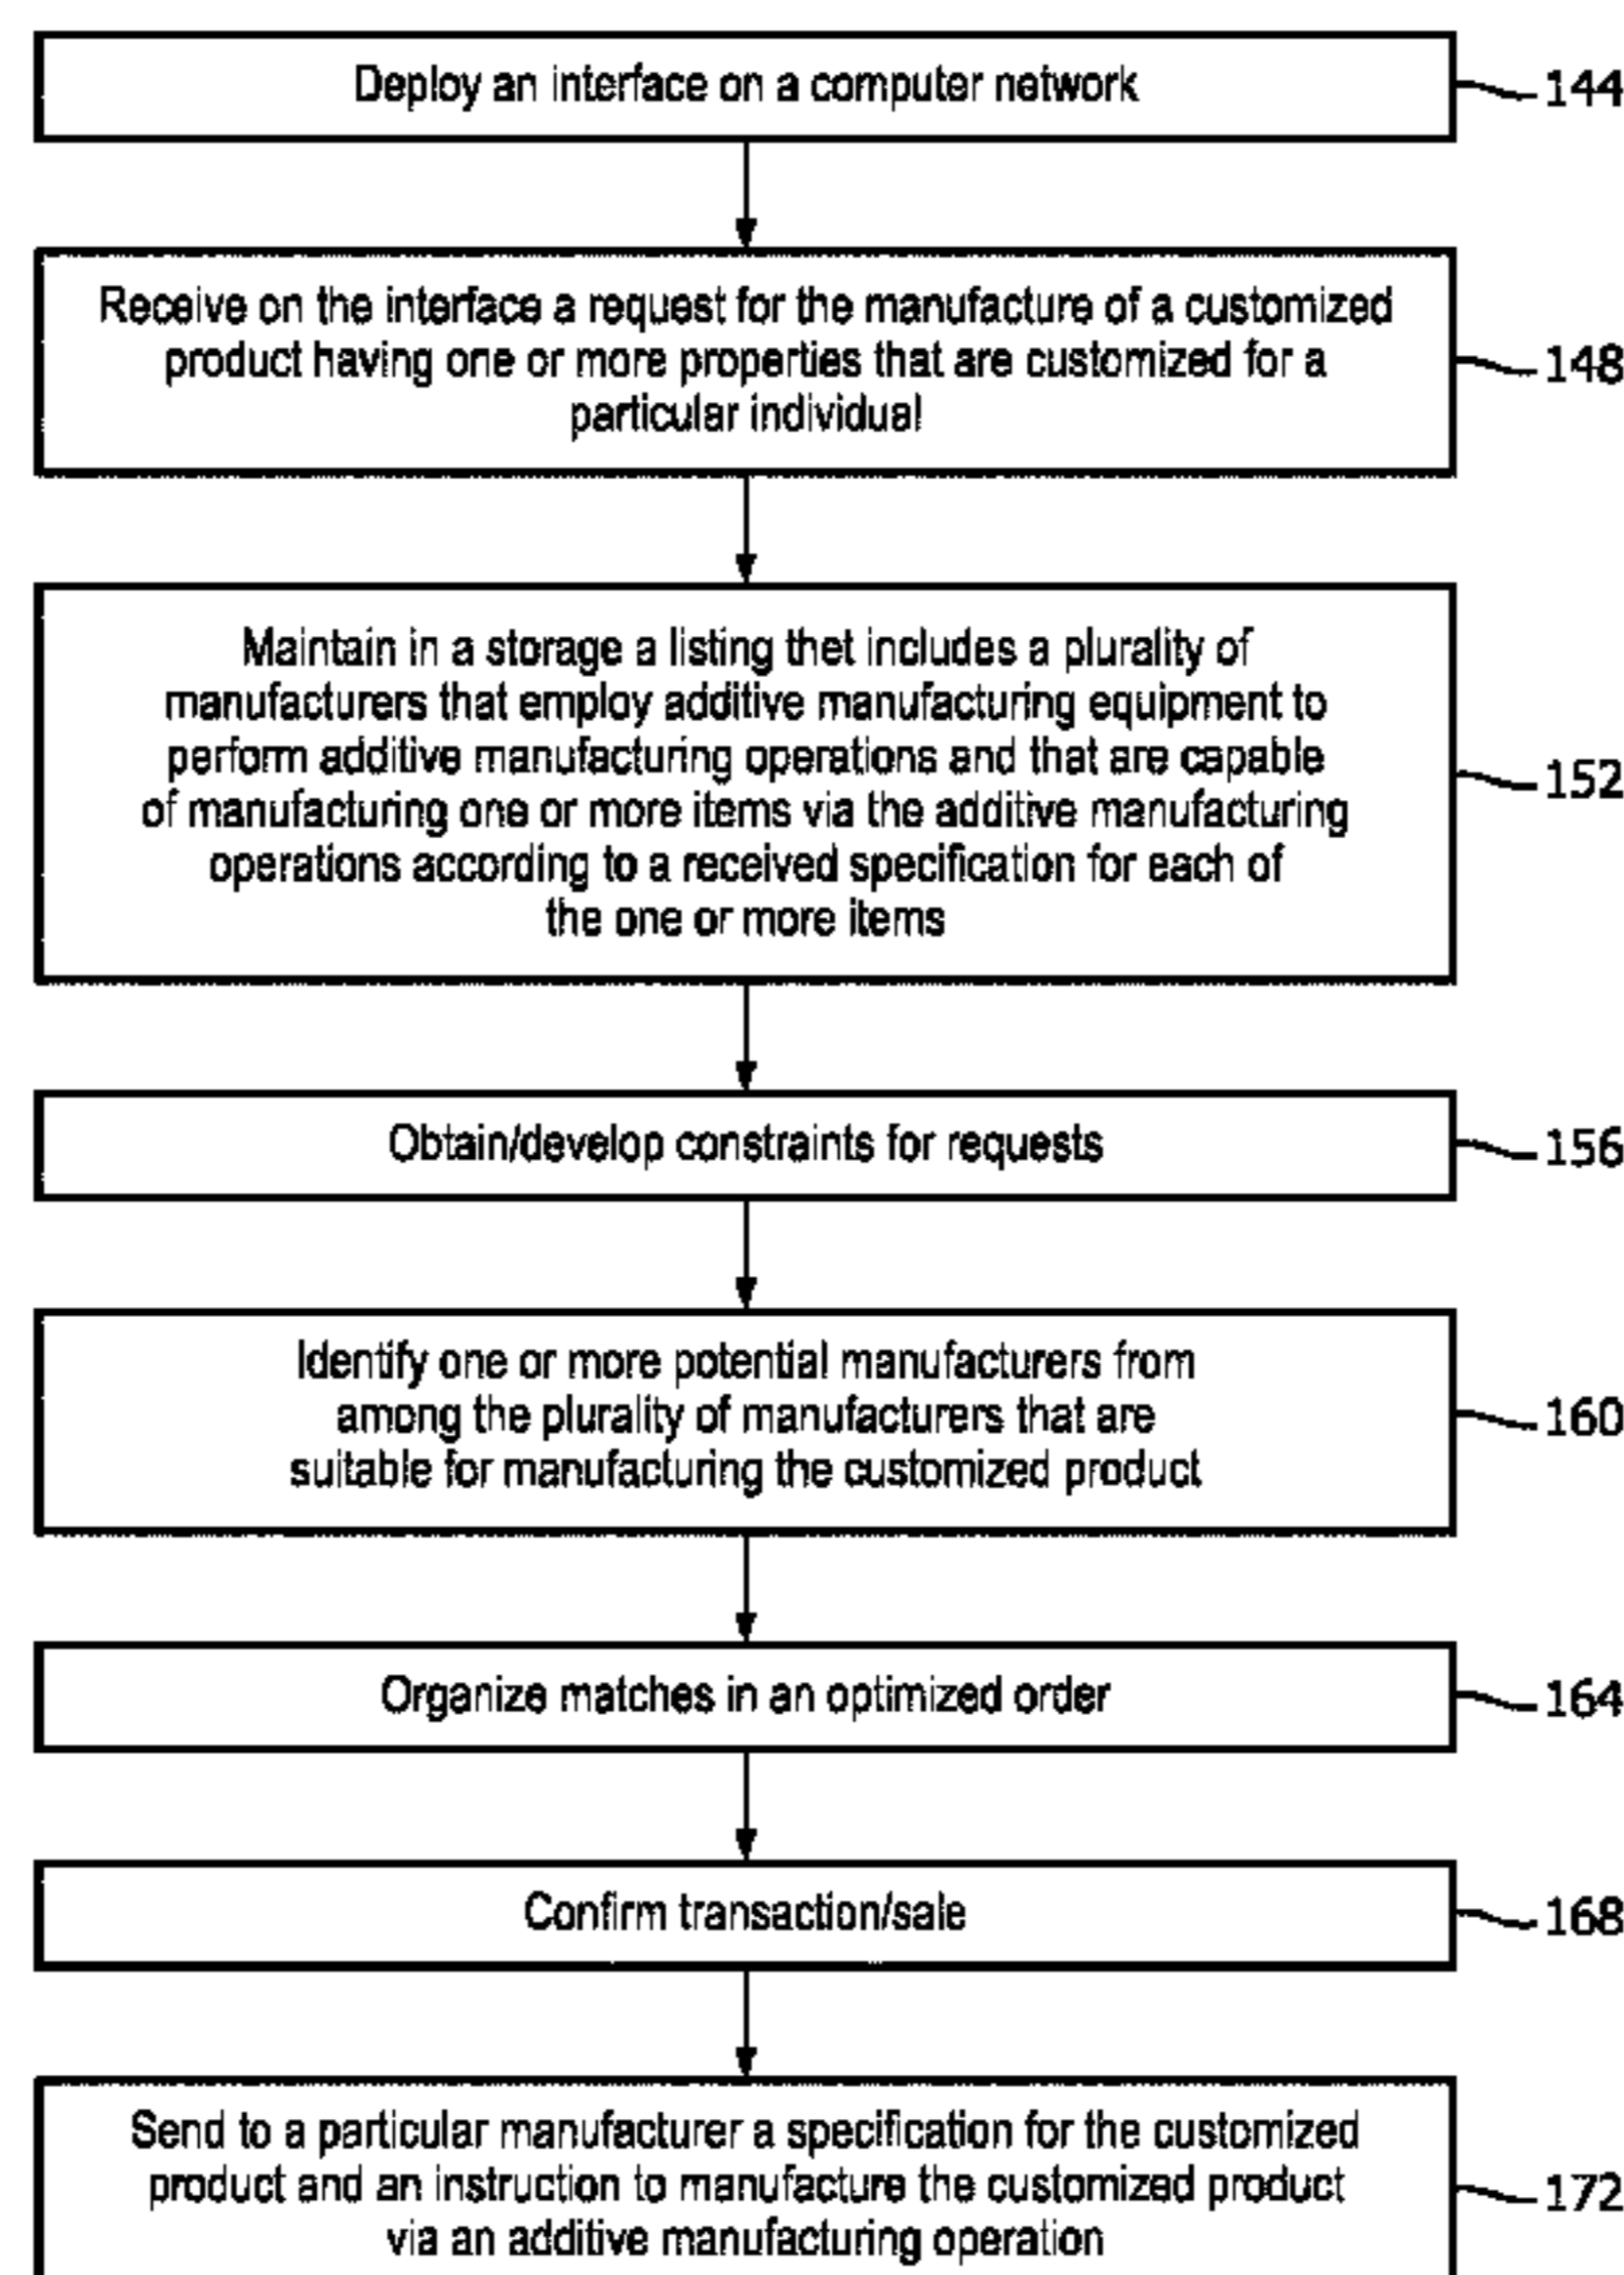 Deploy an interface on a computer network
144
Receive on the interface a request for the manufacture of a customized
product having one or more properties that are customized for a
particular individual
148
Maintain in a storage a listing thet includes a plurality of
manufacturers that employ additive manufacturing equipment to
perform additive manufacturing operations and that are capable
of manufacturing one or more items via the additive manufacturing
operations according to a received specification for each of
the one or more items
152
Obtain/develop constraints for requests
156
Identify one or more potential manufacturers from
among the plurality of manufacturers that are
suitable for manufacturing the customized product
160
Organize matches in an optimized order
164
Confirm transaction/sale
168
Send to a particular manufacturer a specification for the customized
product and an instruction to manufacture the customized product
via an additive manufacturing operation
172